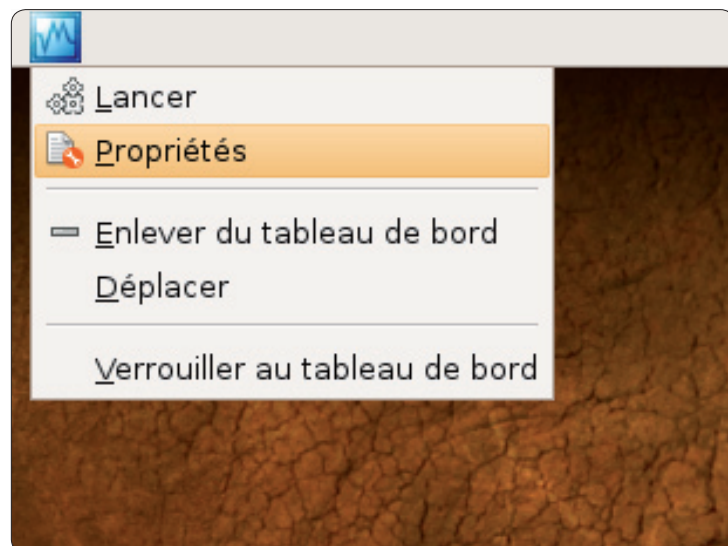 Lancer
Propriétés
Enlever du tableau de bord
Déplacer
Verrouiller au tableau de bord